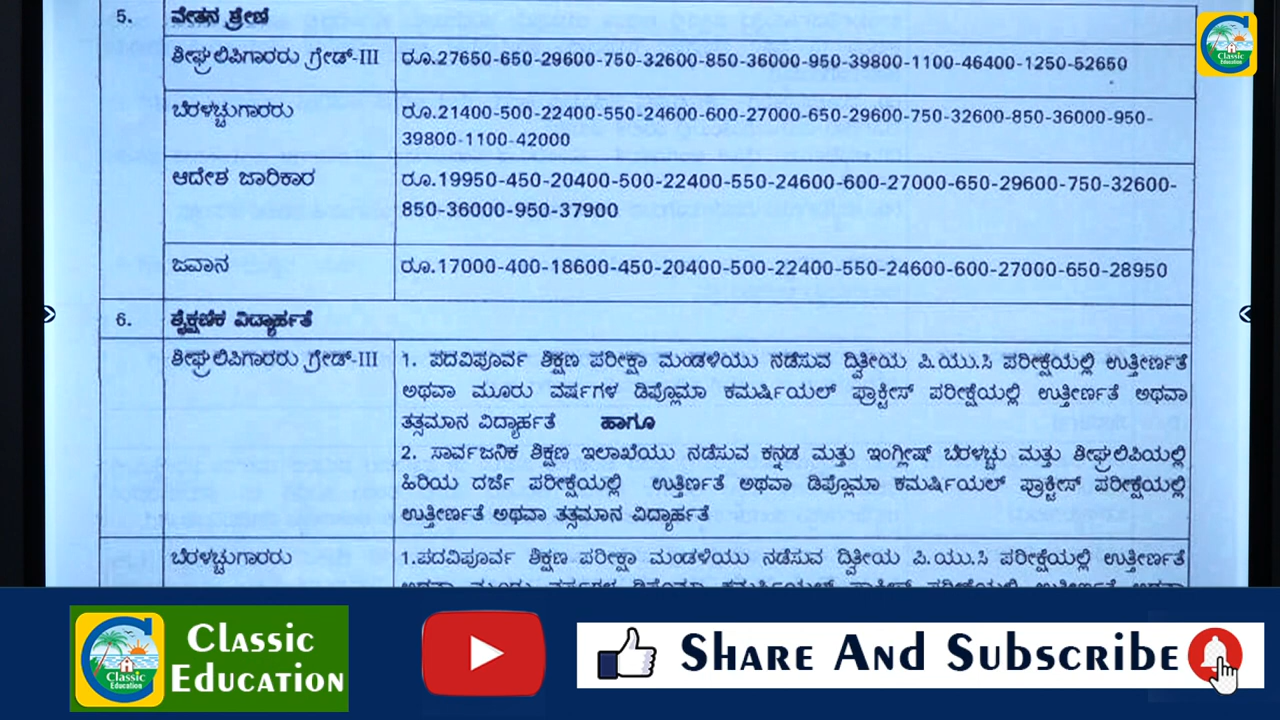 5. ವೇತನ ಶ್ರೇಣಿ
ಶೀಘ್ರಲಿಪಿಗಾರರು ಗ್ರೇಡ್-III ರೂ.27650-650-29600-750-32600-850-36000-950-39800-1100-46400-1250-52650
ಬೆರಳಚ್ಚುಗಾರರು ರೂ.21400-500-22400-550-24600-600-27000-650-29600-750-32600-850-36000-950-
39800-1100-42000
ಆದೇಶ ಜಾರಿಕಾರ ರೂ.19950-450-20400-500-22400-550-24600-600-27000-650-29600-750-32600-
850-36000-950-37900
ಜವಾನ ರೂ.17000-400-18600-450-20400-500-22400-550-24600-600-27000-650-28950
6. ಶೈಕ್ಷಣಿಕ ವಿದ್ಯಾರ್ಹತೆ
ಶೀಘ್ರಲಿಪಿಗಾರರು ಗ್ರೇಡ್-III 1. ಪದವಿಪೂರ್ವ ಶಿಕ್ಷಣ ಪರೀಕ್ಷಾ ಮಂಡಳಿಯು ನಡೆಸುವ ದ್ವಿತೀಯ ಪಿ.ಯು.ಸಿ ಪರೀಕ್ಷೆಯಲ್ಲಿ ಉತ್ತೀರ್ಣತೆ
ಅಥವಾ ಮೂರು ವರ್ಷಗಳ ಡಿಪ್ಲೊಮಾ ಕಮರ್ಷಿಯಲ್ ಪ್ರಾಕ್ಟೀಸ್ ಪರೀಕ್ಷೆಯಲ್ಲಿ ಉತ್ತೀರ್ಣತೆ ಅಥವಾ
ತತ್ಸಮಾನ ವಿದ್ಯಾರ್ಹತೆ ಹಾಗೂ
2. ಸಾರ್ವಜನಿಕ ಶಿಕ್ಷಣ ಇಲಾಖೆಯು ನಡೆಸುವ ಕನ್ನಡ ಮತ್ತು ಇಂಗ್ಲೀಷ್ ಬೆರಳಚ್ಚು ಮತ್ತು ಶೀಘ್ರಲಿಪಿಯಲ್ಲಿ
ಹಿರಿಯ ದರ್ಜೆ ಪರೀಕ್ಷೆಯಲ್ಲಿ ಉತ್ತೀರ್ಣತೆ ಅಥವಾ ಡಿಪ್ಲೊಮಾ ಕಮರ್ಷಿಯಲ್ ಪ್ರಾಕ್ಟೀಸ್ ಪರೀಕ್ಷೆಯಲ್ಲಿ
ಉತ್ತೀರ್ಣತೆ ಅಥವಾ ತತ್ಸಮಾನ ವಿದ್ಯಾರ್ಹತೆ
ಬೆರಳಚ್ಚುಗಾರರು 1.ಪದವಿಪೂರ್ವ ಶಿಕ್ಷಣ ಪರೀಕ್ಷಾ ಮಂಡಳಿಯು ನಡೆಸುವ ದ್ವಿತೀಯ ಪಿ.ಯು.ಸಿ ಪರೀಕ್ಷೆಯಲ್ಲಿ ಉತ್ತೀರ್ಣತೆ
Classic
Education
Classic
Education
Classic
Education
Share And Subscribe